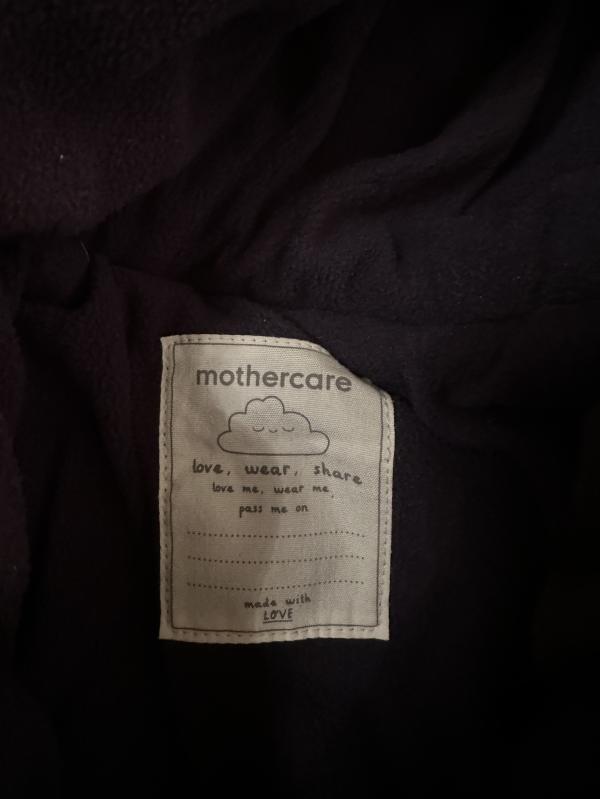 mothercare
love, wear, share
love me, wear me,
pass me on
made with
LOVE